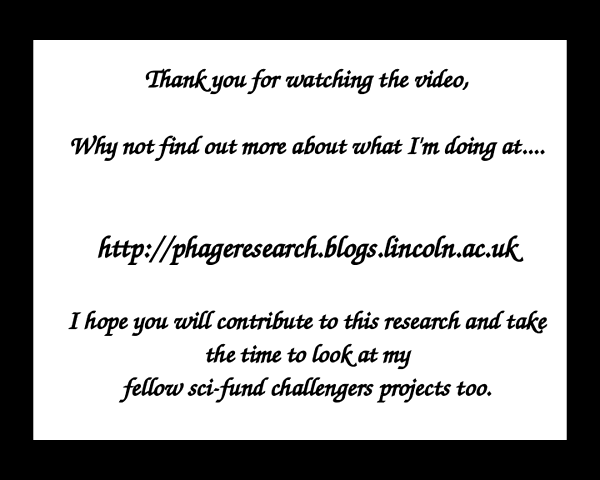 Thank you for watching the video,
Why not find out more about what I'm doing at....
http://phageresearch.blogs.lincoln.ac.uk
I hope you will contribute to this research and take
the time to look at my
fellow sci-fund challengers projects too.